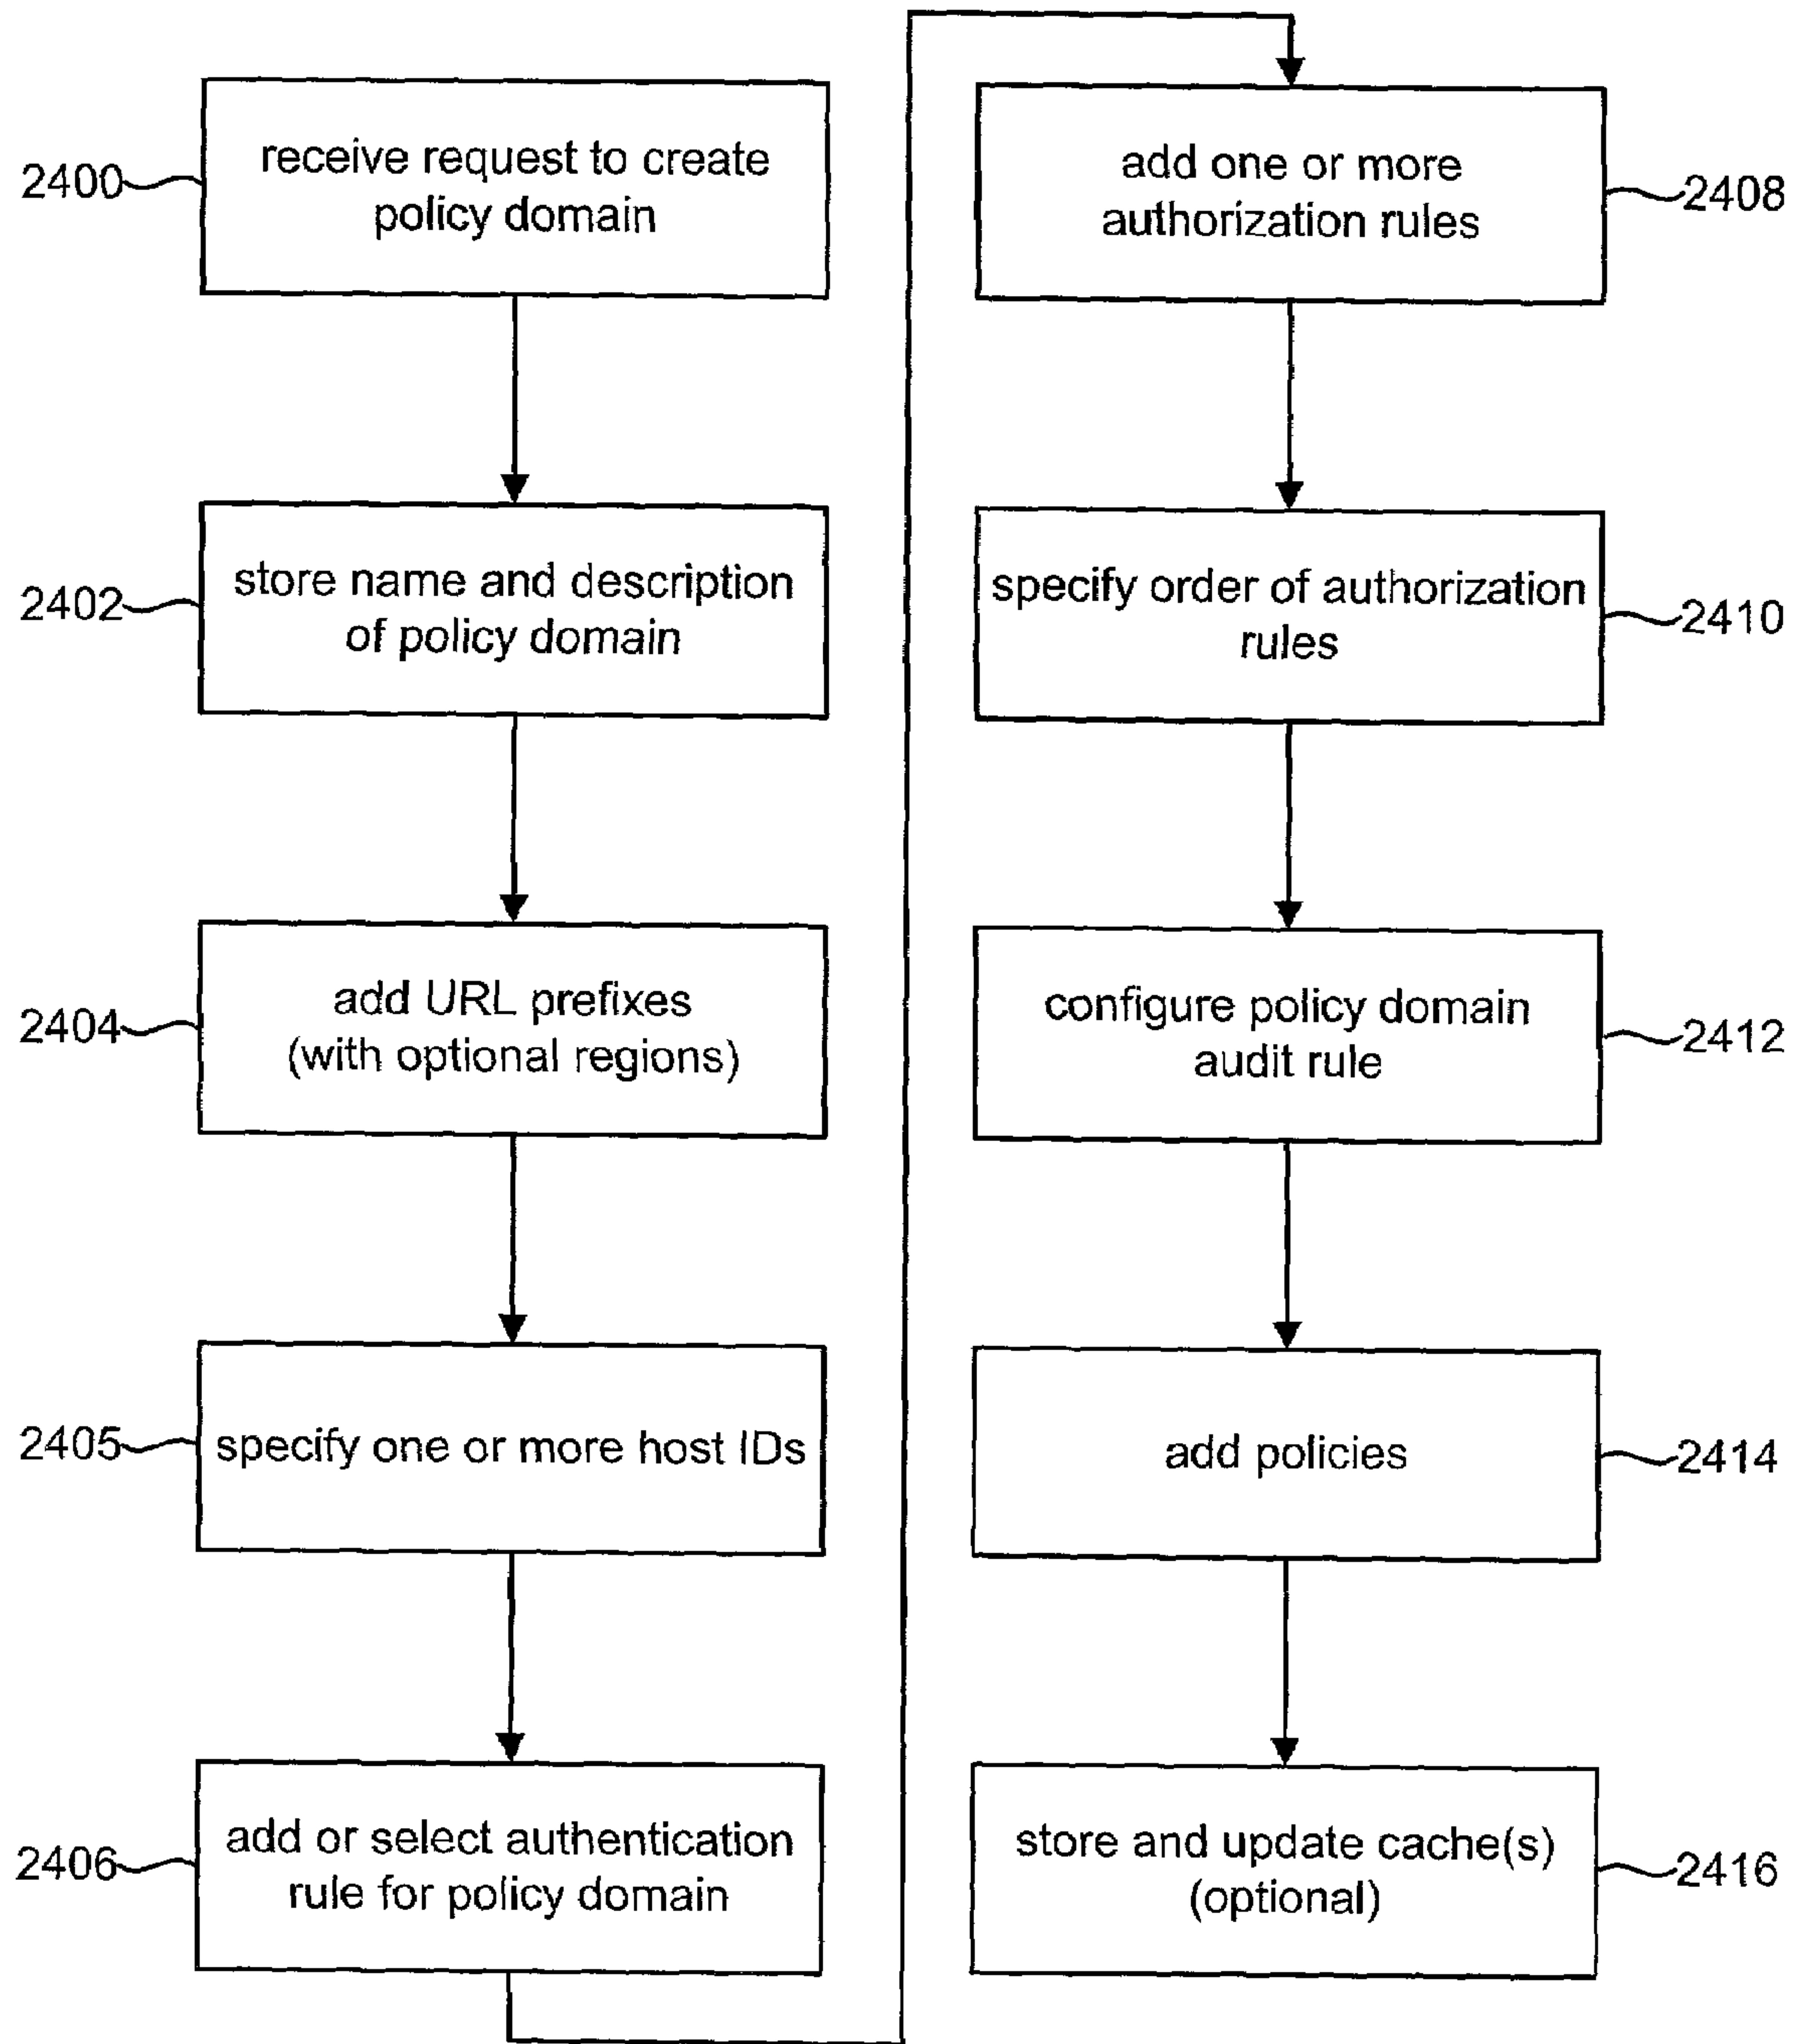 2400
receive request to create
policy domain
2402
store name and description
of policy domain
2404
add URL prefixes
(with optional regions)
2405
specify one or more host IDs
2406
add or select authentication
rule for policy domain
add one or more
authorization rules
2408
specify order of authorization
rules
2410
configure policy domain
audit rule
2412
add policies
2414
store and update cache(s)
(optional)
2416